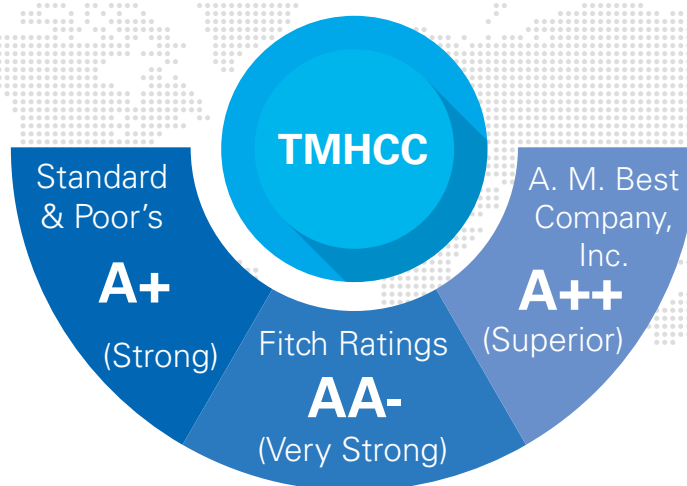 TMHCC
Standard
& Poor's
A+
(Strong)
Fitch Ratings
AA-
(Very Strong)
A. M. Best
Company,
Inc.
A++
(Superior)